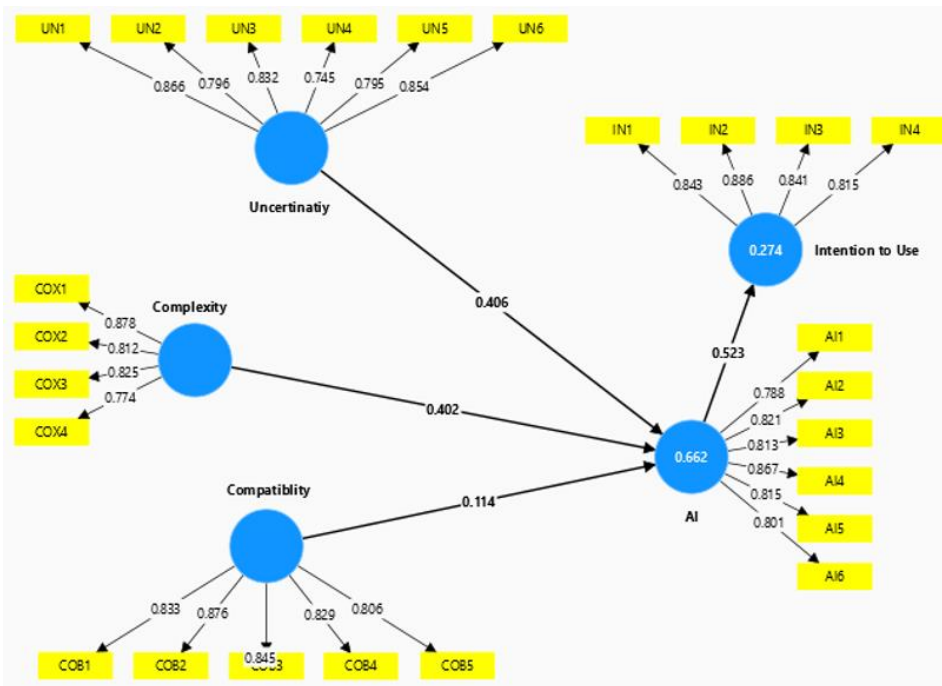 UN1 UN2 UN3 UN4 UN5 UN6
0.866 0.796 0.832 0.745 0.795 0.854
Uncertinatiy
IN1 IN2 IN3 IN4
0.843 0.886 0.841 0.815
0.274
Intention to Use
COX1
COX2
COX3
COX4
0.878
0.812
0.825
0.774
Complexity
0.406
0.402
0.523
0.114
AI1
AI2
AI3
AI4
AI5
AI6
0.788
0.821
0.813
0.867
0.815
0.801
0.662
AI
Compatiblity
0.833 0.876 0.845 0.829 0.806
COB1 COB2 COB4 COB5